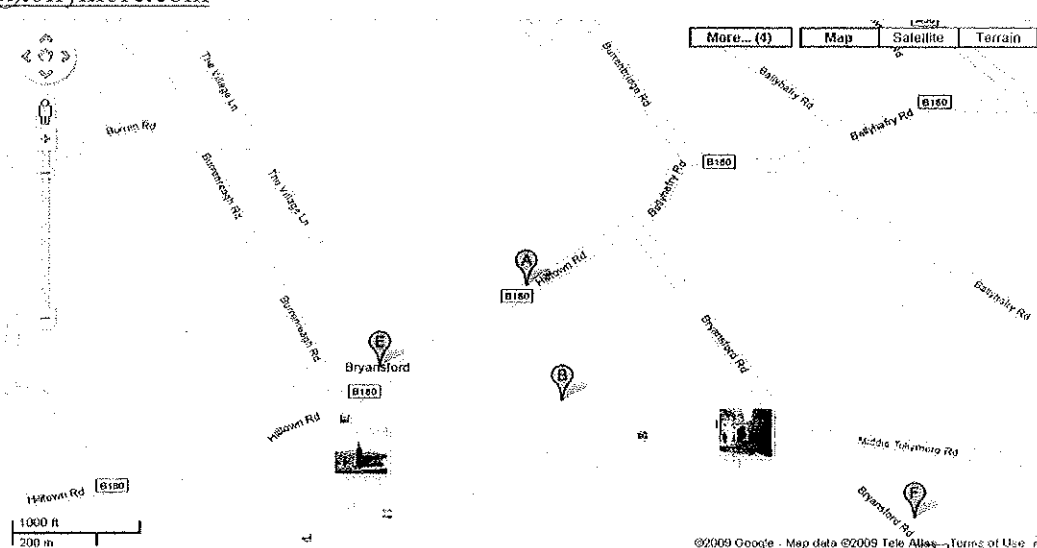 More... (4) Map Satellite Terrain
The Village Ln
Burrenbridge Rd
Ballyhafry Rd
B180
Ballyhafry Rd
Burren Rd
B180
Ballyhafry Rd
Burrenreagh Rd
The Village Ln
A
Hilltown Rd
B180
Ballyhafry Rd
Burrenreagh Rd
Bryansford Rd
E
Bryansford
B
B180
Hilltown Rd
Middle Tollymore Rd
Hilltown Rd
B180
F
Bryansford Rd
1000 ft
200 m
©2009 Google - Map data ©2009 Tele Atlas - Terms of Use